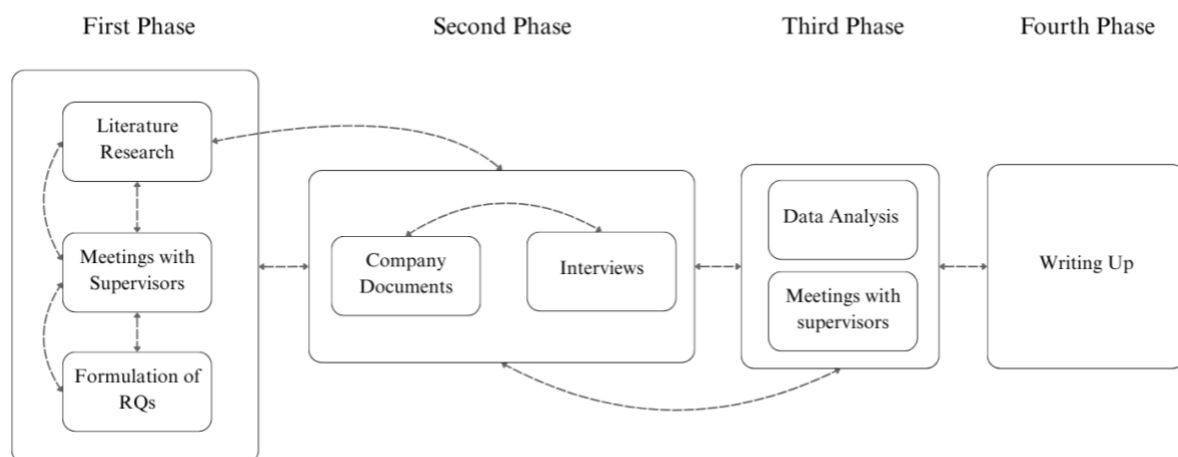 First Phase
Second Phase
Third Phase
Fourth Phase
Literature
Research
Meetings with
Supervisors
Formulation of
RQs
Company
Documents
Interviews
Data Analysis
Meetings with
supervisors
Writing Up